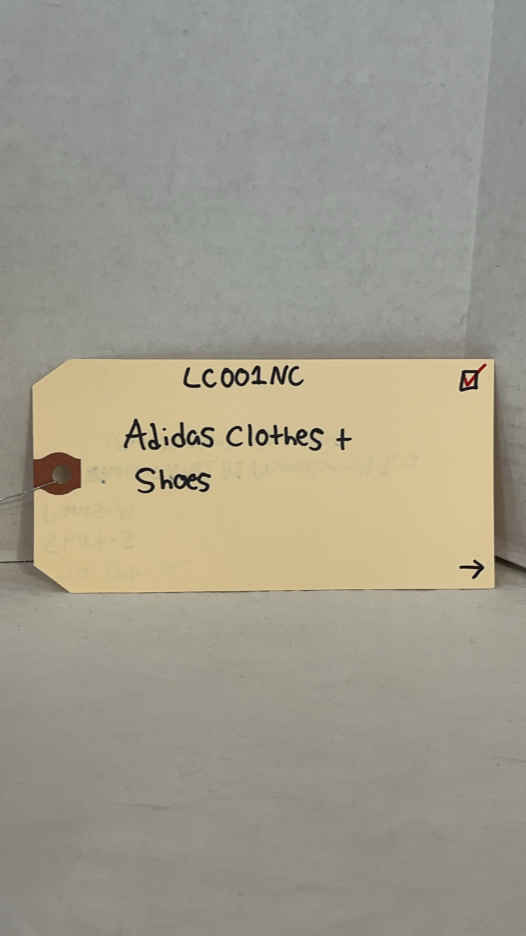 LC001NC
Adidas Clothes +
Shoes